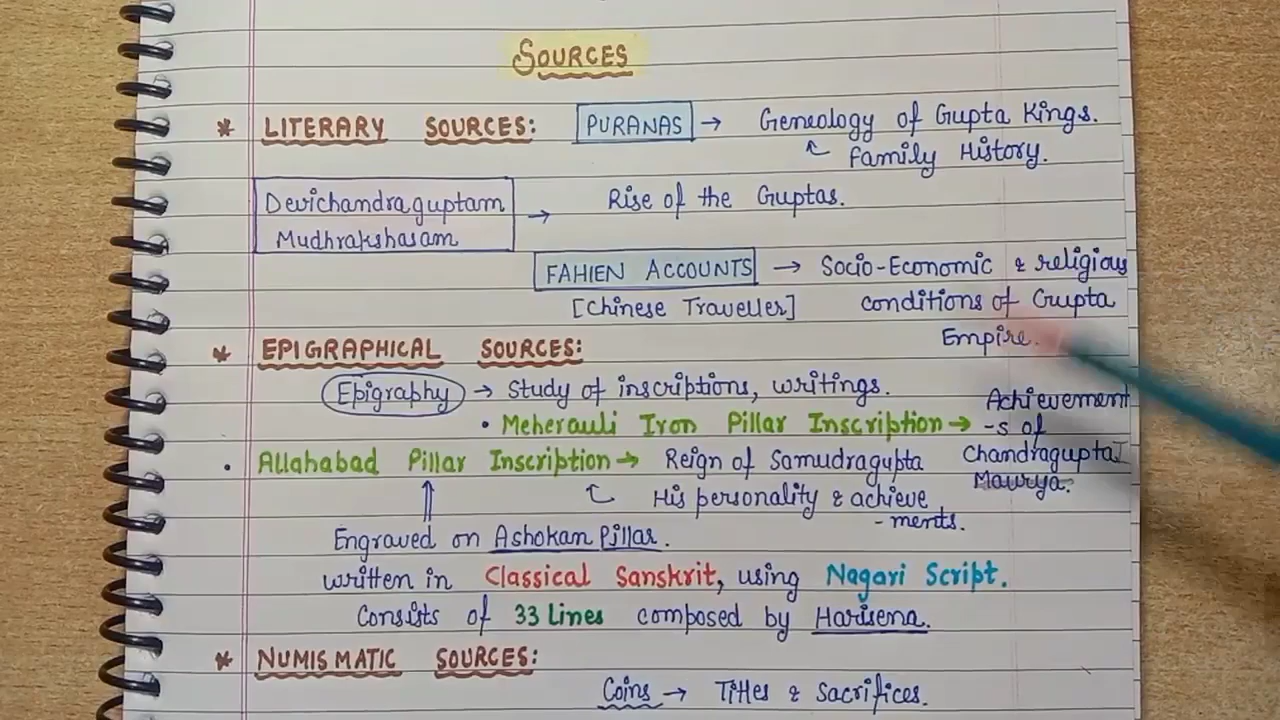 SOURCES
* LITERARY SOURCES: PURANAS → Geneology of Gupta Kings.
family History.
Devichandraguptam → Rise of the Guptas.
Mudhrakshasam
FAHIEN ACCOUNTS → Socio-Economic & religious
[Chinese Traveller] conditions of Gupta
Empire.
* EPIGRAPHICAL SOURCES:
Epigraphy → Study of inscriptions, writings.
• Meherauli Iron Pillar Inscription → Achievement
-s of
Chandragupta I
Maurya.
• Allahabad Pillar Inscription → Reign of Samudragupta
His personality & achieve
-ments.
Engraved on Ashokan Pillar.
written in Classical Sanskrit, using Nagari Script.
Consists of 33 Lines composed by Harisena.
* NUMISMATIC SOURCES:
Coins → Titles & Sacrifices.